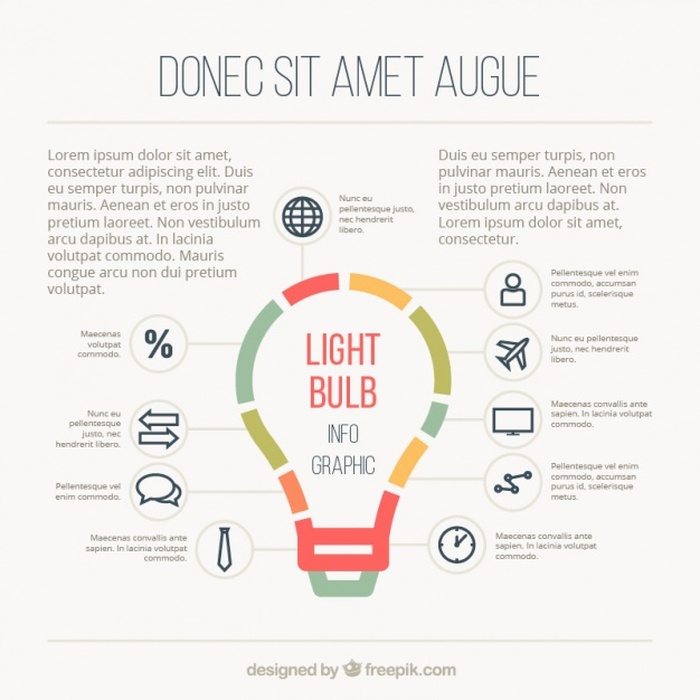 DONEC SIT AMET AUGUE
Lorem ipsum dolor sit amet,
consectetur adipiscing elit. Duis
eu semper turpis, non pulvinar
mauris. Aenean et eros in justo
pretium laoreet. Non vestibulum
arcu dapibus at. In lacinia
volutpat commodo. Mauris
congue arcu non dui pretium
volutpat.
Nunc eu
pellentesque justo,
nec hendrerit
libero.
Duis eu semper turpis, non
pulvinar mauris. Aenean et eros
in justo pretium laoreet. Non
vestibulum arcu dapibus at.
Lorem ipsum dolor sit amet,
consectetur.
Maecenas
volutpat
commodo.
%
Nunc eu
pellentesque
justo, nec
hendrerit libero.
Pellentesque vel
enim commodo.
Maecenas convallis ante
sapien. In lacinia volutpat
commodo.
LIGHT
BULB
INFO
GRAPHIC
Pellentesque vel enim
commodo, accumsan
purus id, scelerisque
metus.
Nunc eu pellentesque
justo, nec hendrerit
libero.
Maecenas convallis ante
sapien. In lacinia volutpat
commodo.
Pellentesque vel enim
commodo, accumsan
purus id, scelerisque
metus.
Maecenas convallis ante
sapien. In lacinia volutpat
commodo.
designed by freepik.com